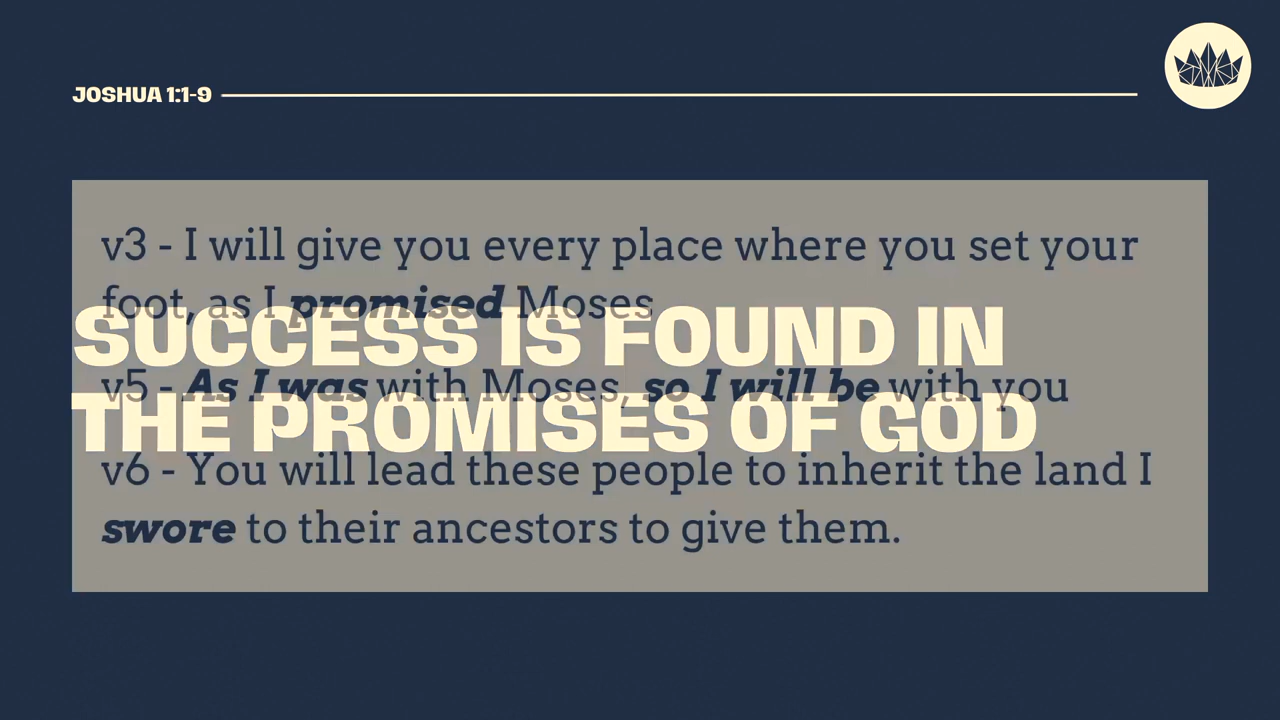 JOSHUA 1:1-9
v3 - I will give you every place where you set your
foot, as I promised Moses
SUCCESS IS FOUND IN
v5 - As I was with Moses, so I will be with you
THE PROMISES OF GOD
v6 - You will lead these people to inherit the land I
swore to their ancestors to give them.